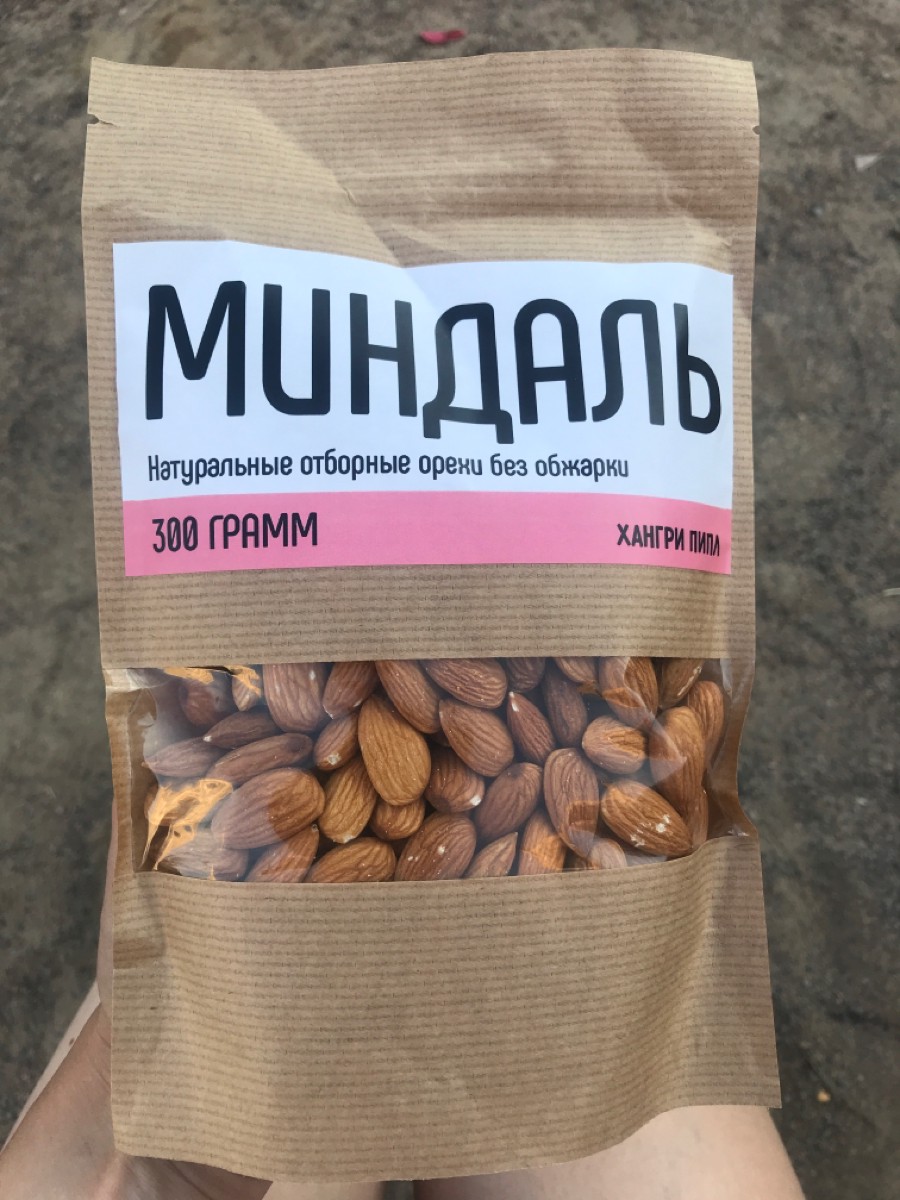 МИНДАЛЬ
Натуральные отборные орехи без обжарки
300 ГРАММ
ХАНГРИ ПИПЛ